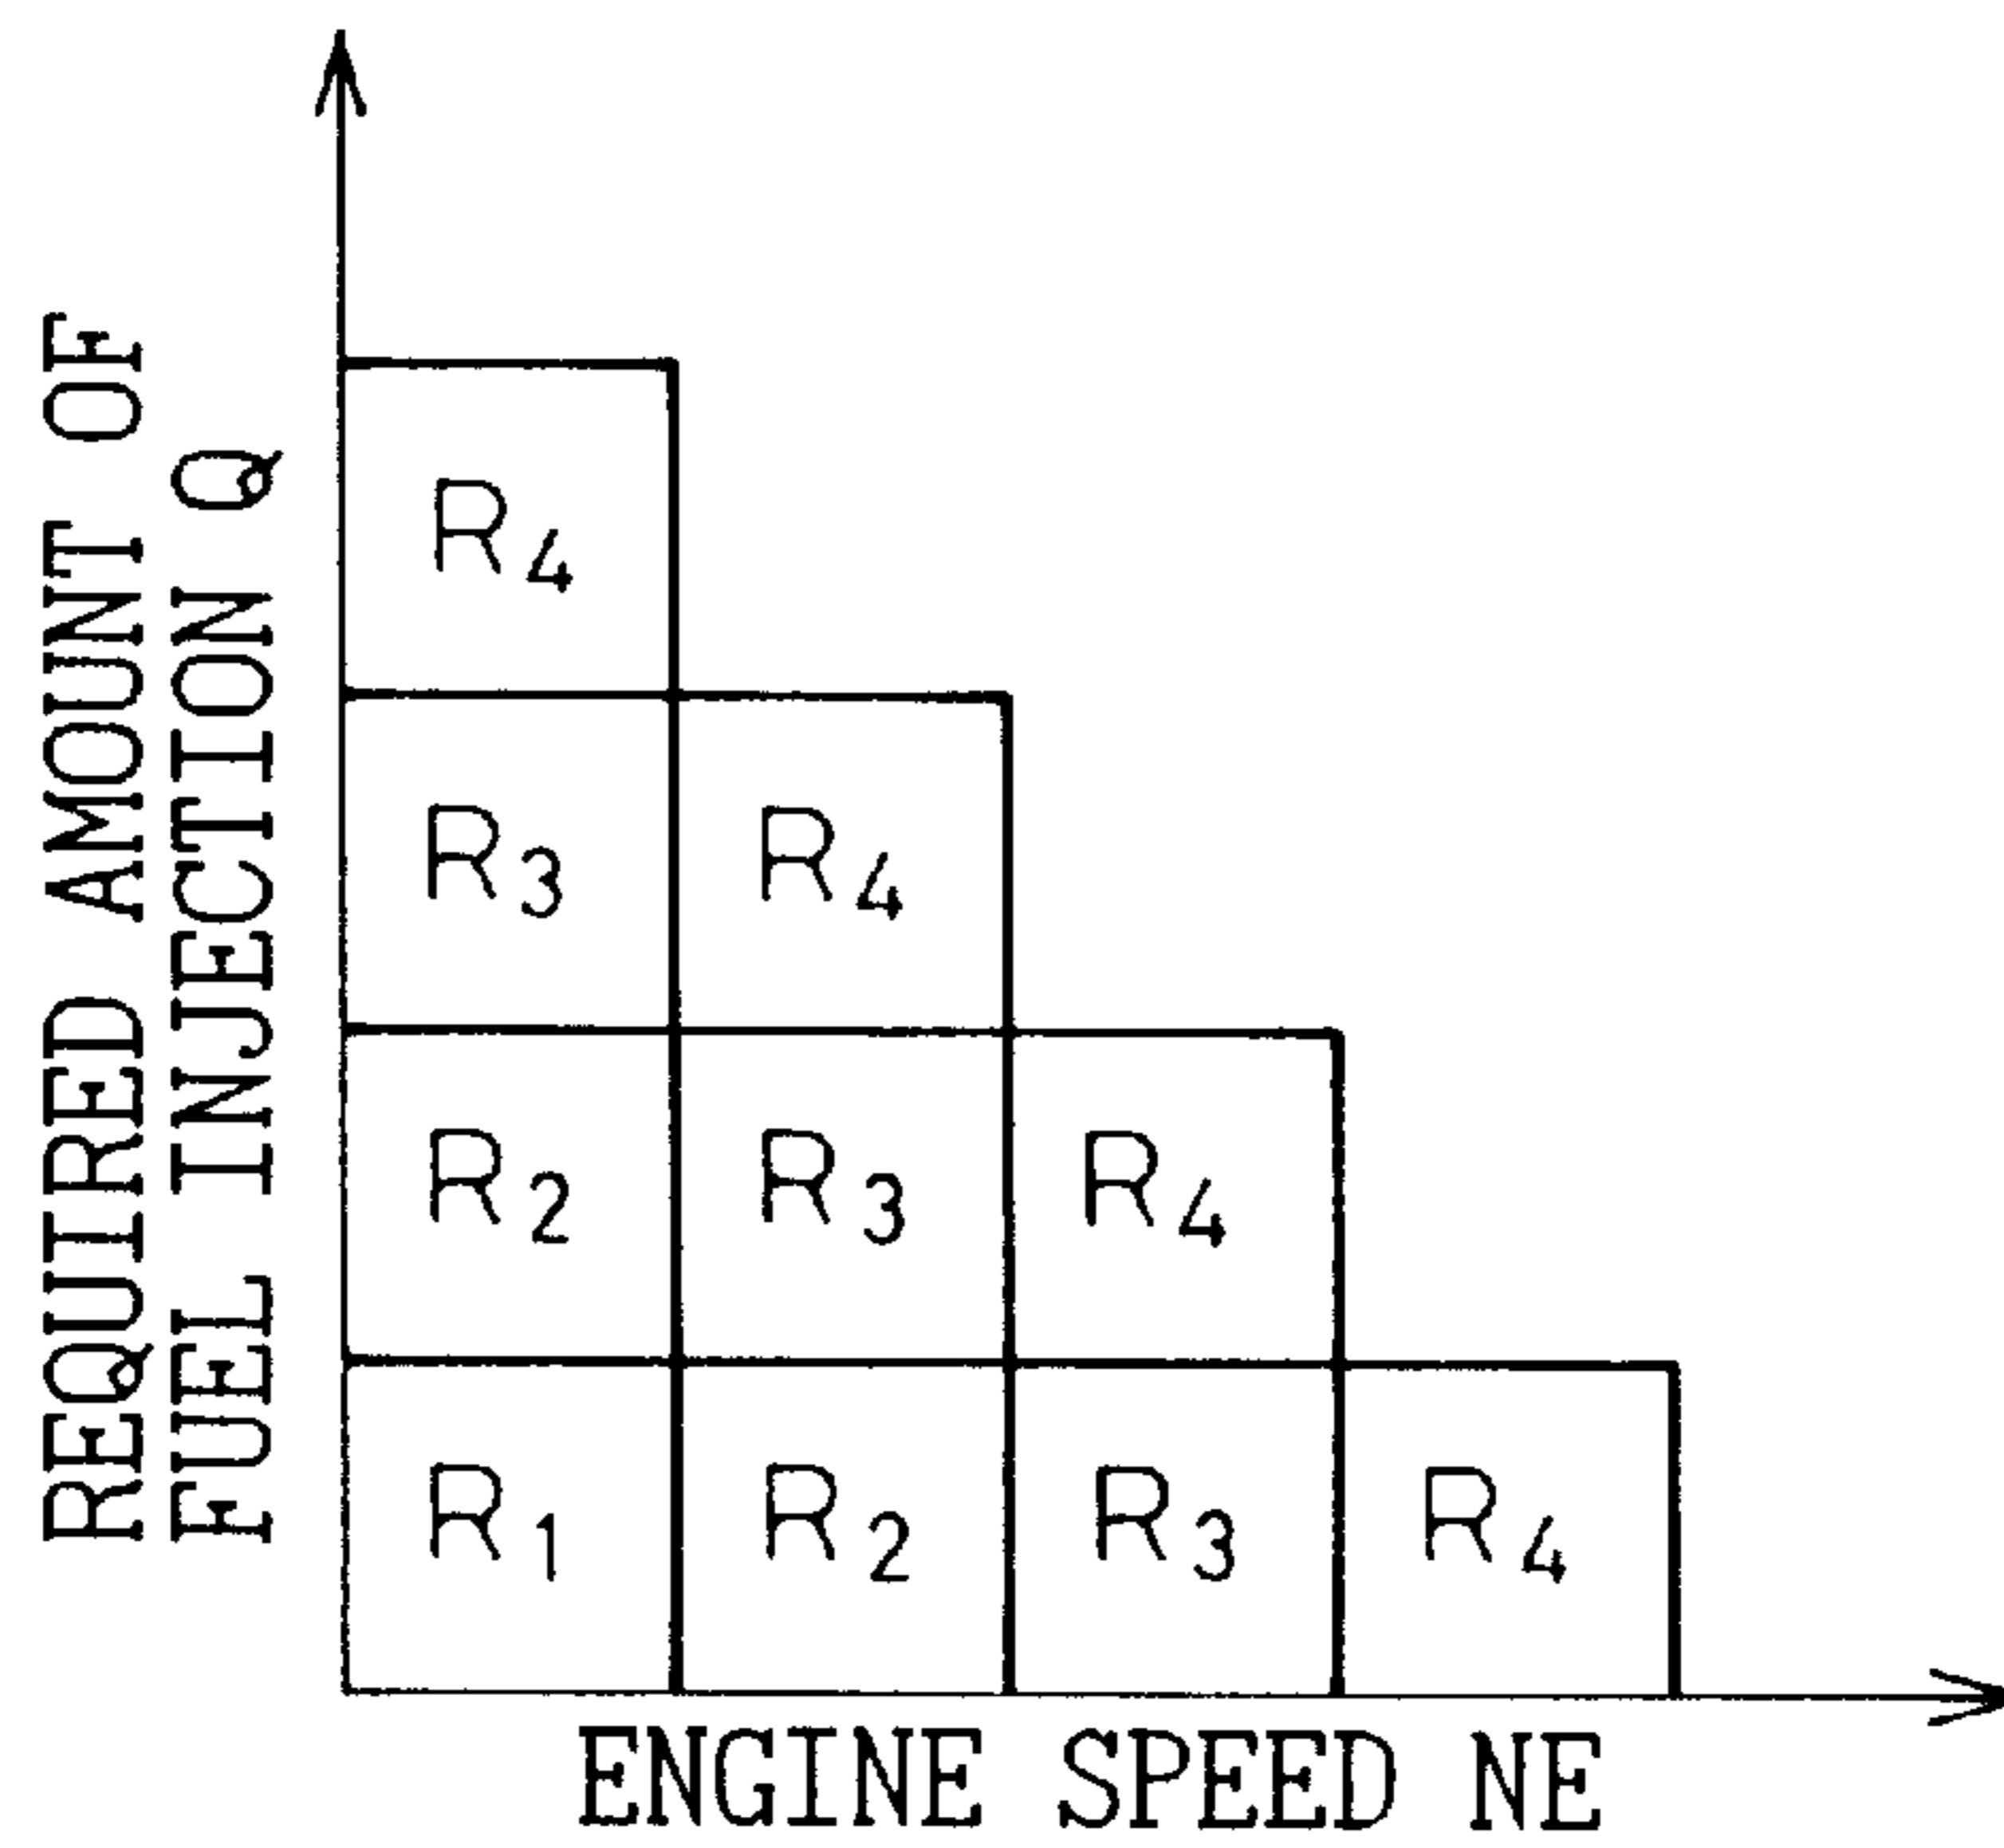 REQUIRED AMOUNT OF
FUEL INJECTION Q
R4
R3 R4
R2 R3 R4
R1 R2 R3 R4
ENGINE SPEED NE